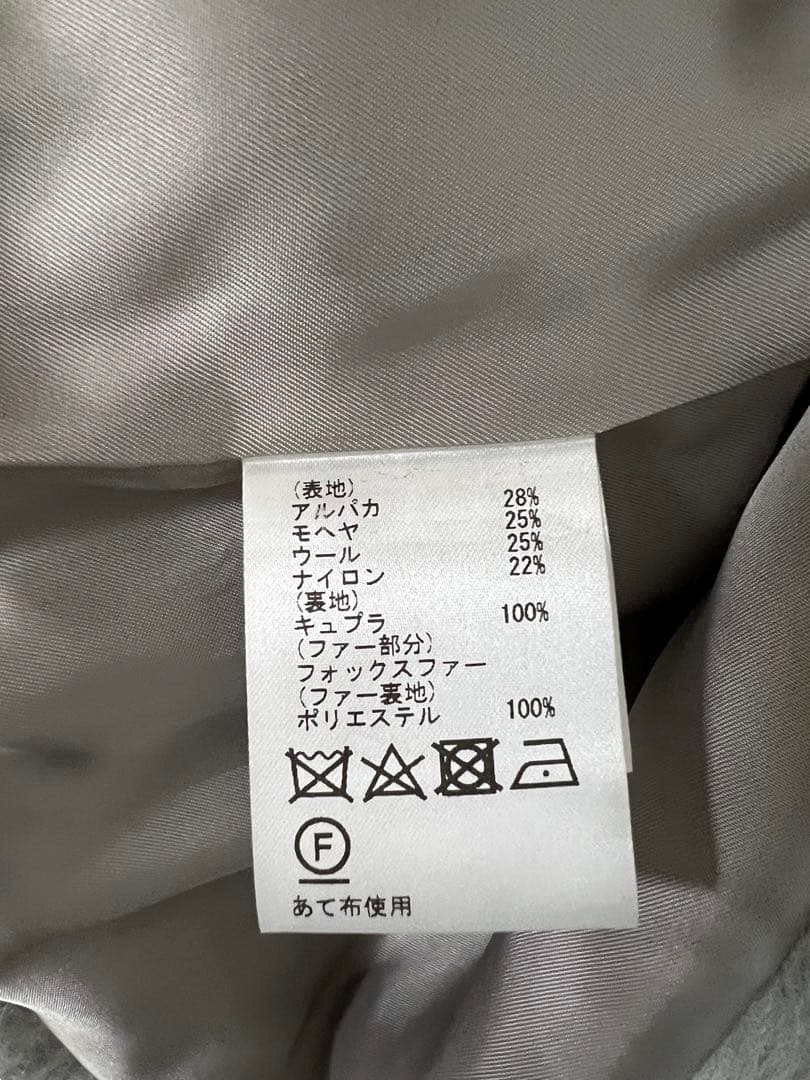 (表地)
アルパカ 28%
モヘヤ 25%
ウール 25%
ナイロン 22%
(裏地)
キュプラ 100%
(ファー部分)
フォックスファー
(ファー裏地)
ポリエステル 100%
F
あて布使用